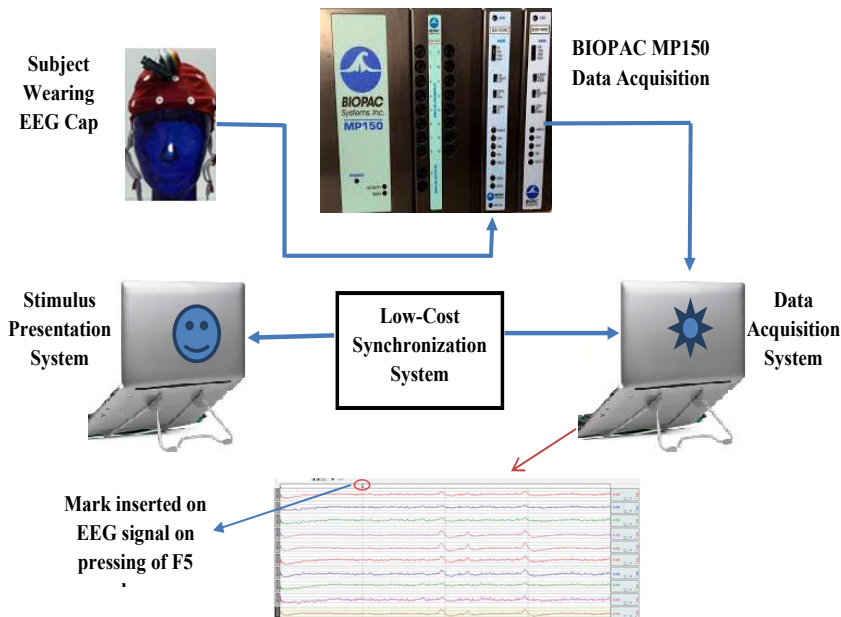 Subject
Wearing
EEG Cap
BIOPAC
Systems, Inc.
MP150
BIOPAC MP150
Data Acquisition
Stimulus
Presentation
System
Low-Cost
Synchronization
System
Data
Acquisition
System
Mark inserted on
EEG signal on
pressing of F5